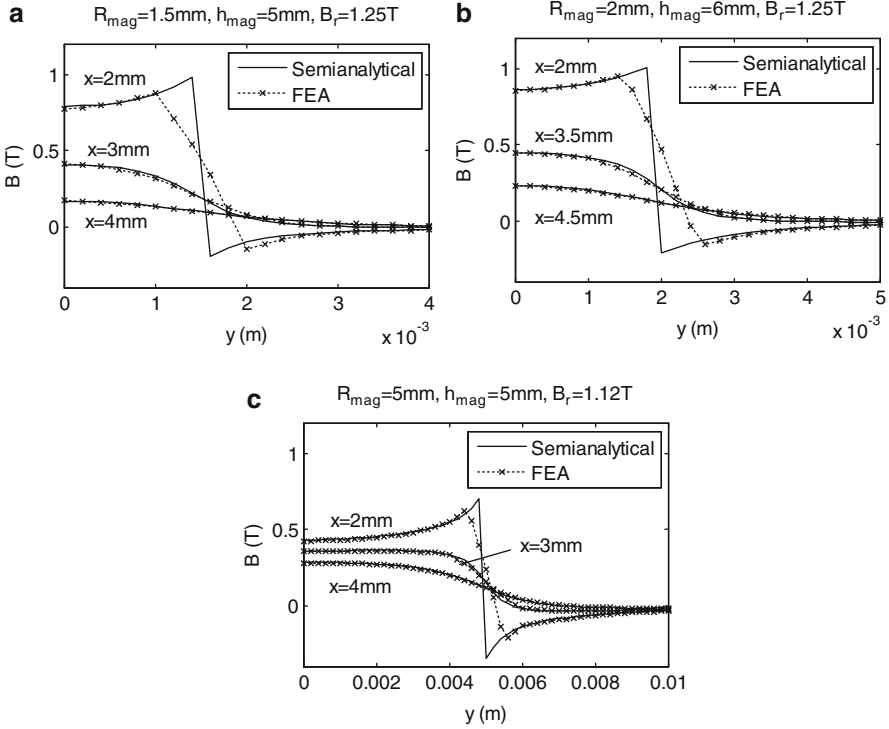 a
R_mag=1.5mm, h_mag=5mm, B_r=1.25T
1
0.5
0
B (T)
x=2mm
x=3mm
x=4mm
Semianalytical
FEA
0 1 2 3 4
y (m)
x 10^-3
b
R_mag=2mm, h_mag=6mm, B_r=1.25T
1
0.5
0
B (T)
x=2mm
x=3.5mm
x=4.5mm
Semianalytical
FEA
0 1 2 3 4 5
y (m)
x 10^-3
c
R_mag=5mm, h_mag=5mm, B_r=1.12T
1
0.5
0
B (T)
x=2mm
x=3mm
x=4mm
Semianalytical
FEA
0 0.002 0.004 0.006 0.008 0.01
y (m)